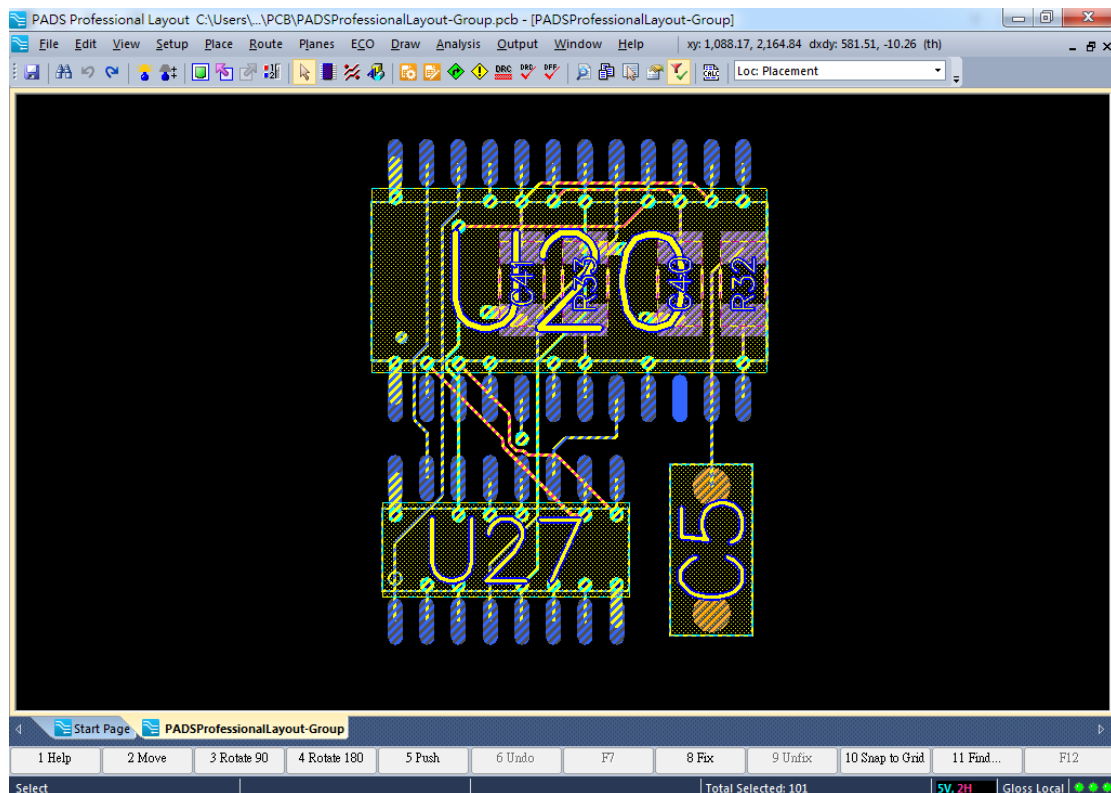 PADS Professional Layout C:\Users\...\PCB\PADSProfessionalLayout-Group.pcb - [PADSProfessionalLayout-Group]
File Edit View Setup Place Route Planes ECO Draw Analysis Output Window Help xy: 1,088.17, 2,164.84 dxdy: 581.51, -10.26 (th)
DRC DRD DFF CALC Loc: Placement
U20
C41 R33 C40 R32
U27
C5
Start Page PADSProfessionalLayout-Group
1 Help 2 Move 3 Rotate 90 4 Rotate 180 5 Push 6 Undo F7 8 Fix 9 Unfix 10 Snap to Grid 11 Find... F12
Select Total Selected: 101 5V, 2H Gloss Local